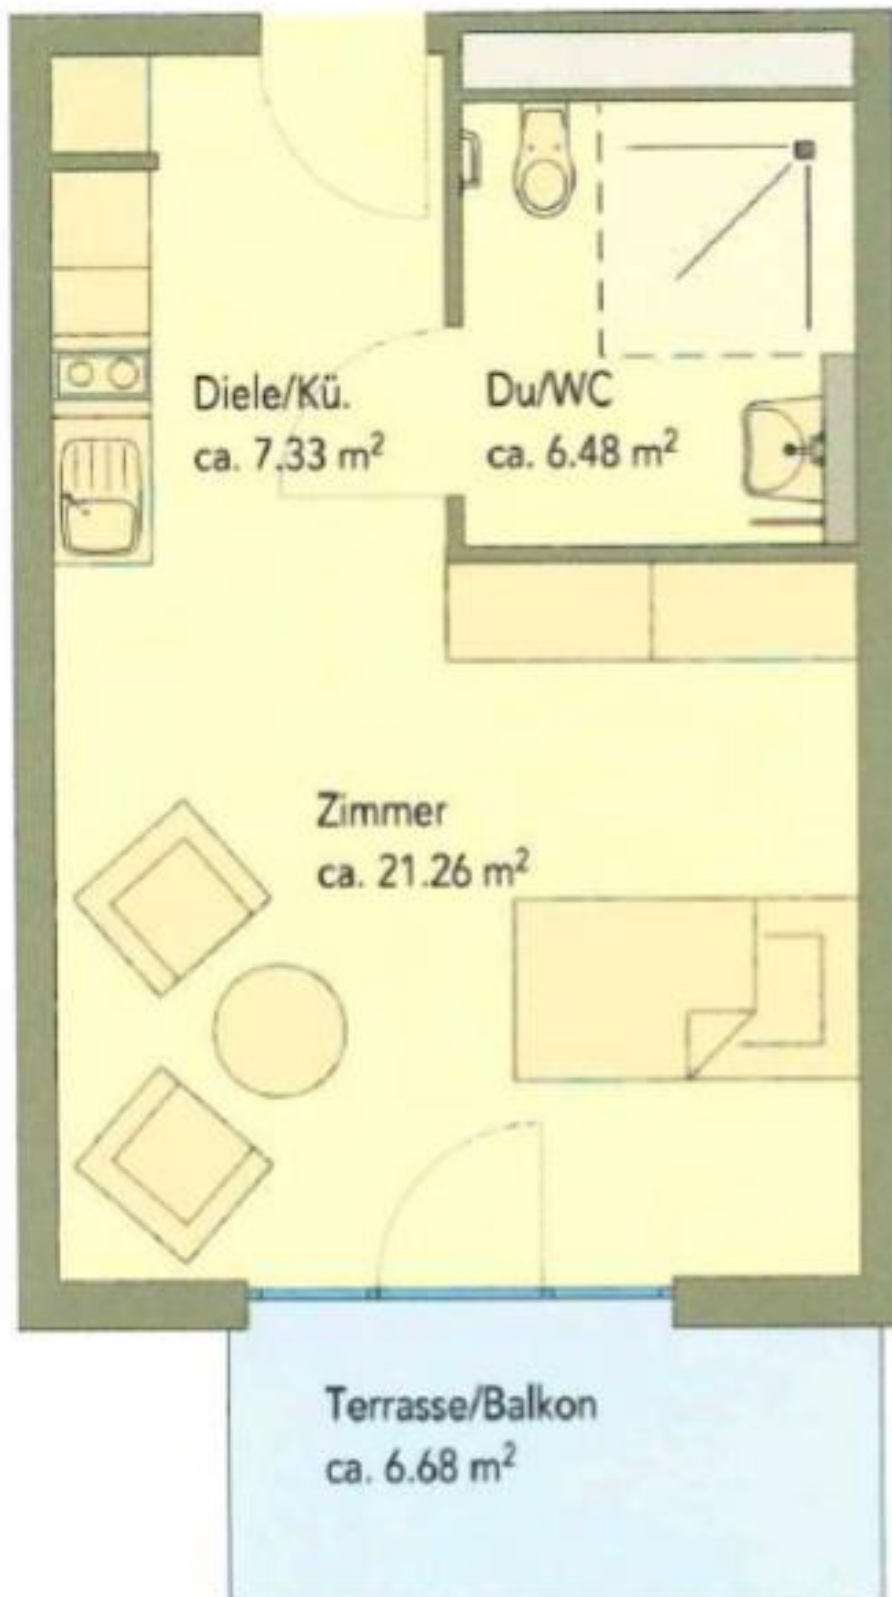 Diele/Kü.
ca. 7.33 m²
Du/WC
ca. 6.48 m²
Zimmer
ca. 21.26 m²
Terrasse/Balkon
ca. 6.68 m²